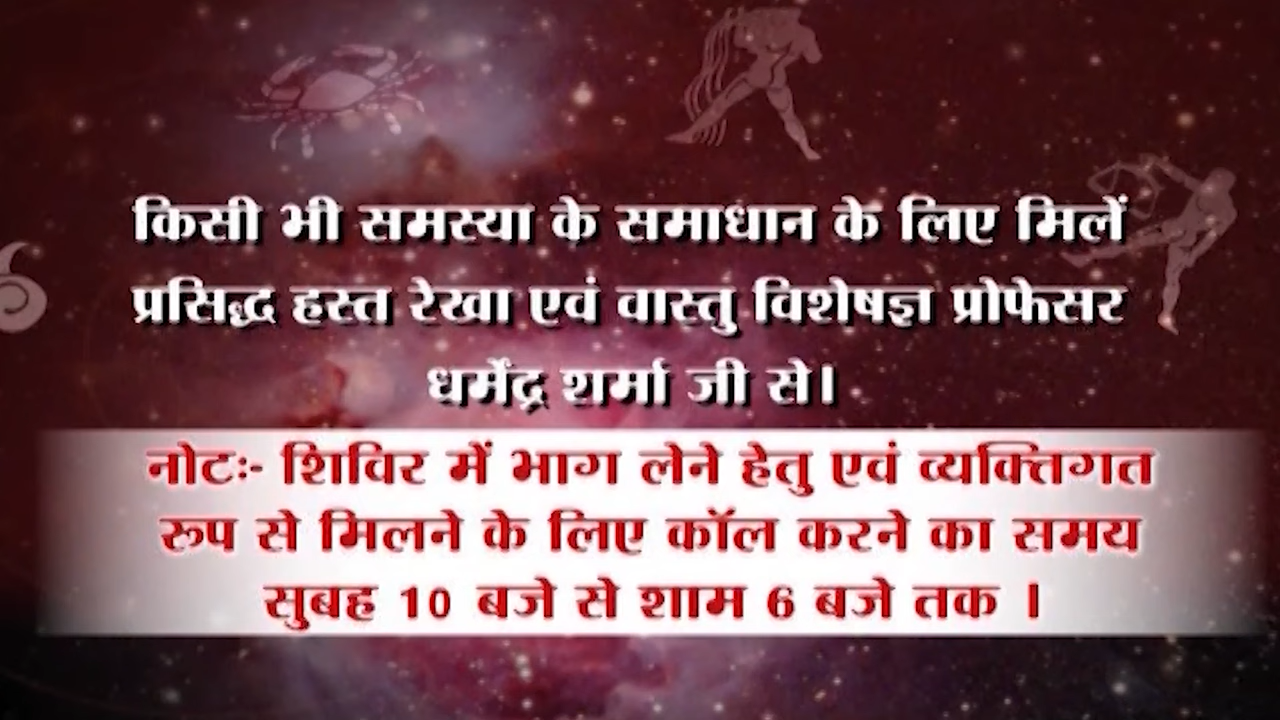 किसी भी समस्या के समाधान के लिए मिलें
प्रसिद्ध हस्त रेखा एवं वास्तु विशेषज्ञ प्रोफेसर
धर्मेंद्र शर्मा जी से।
नोटः- शिविर में भाग लेने हेतु एवं व्यक्तिगत
रूप से मिलने के लिए कॉल करने का समय
सुबह 10 बजे से शाम 6 बजे तक ।